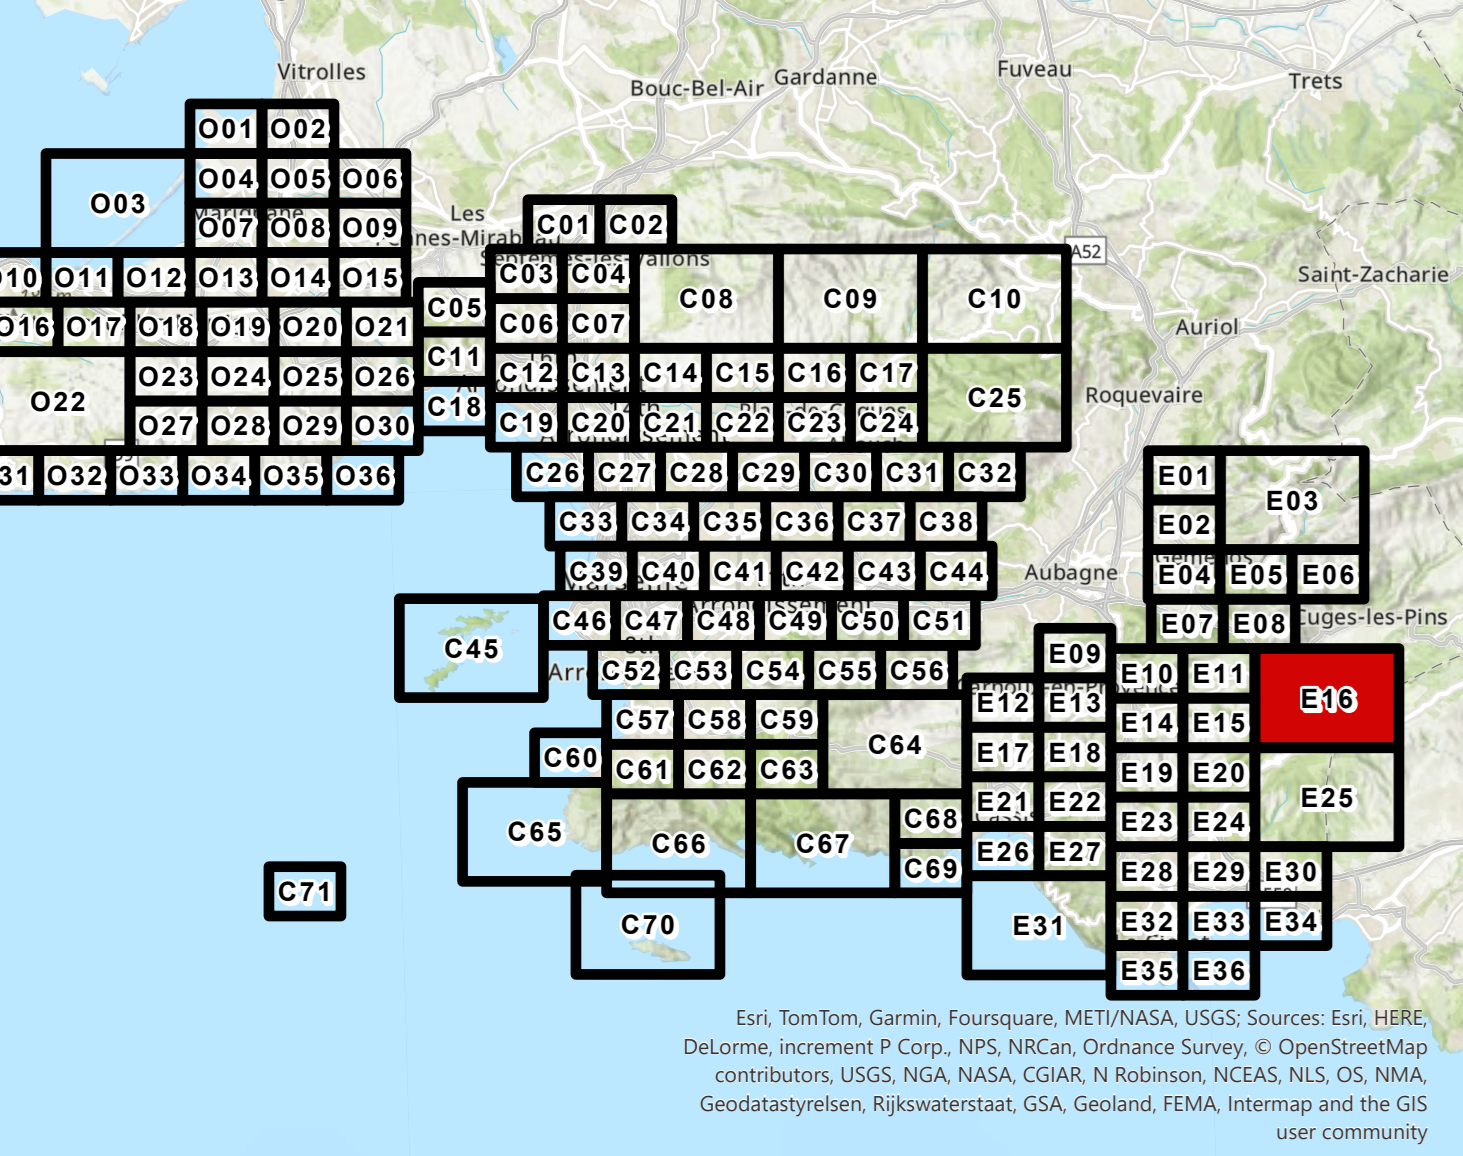 Vitrolles
Bouc-Bel-Air
Gardanne
Fuveau
Trets
O01 O02
O04 O05 O06
O03
Les
O07 O08 O09
C01 C02
A52
Saint-Zacharie
O11 O12 O13 O14 O15
C03 C04
C08 C09 C10
C05
O17 O18 O19 O20 O21
C06 C07
Auriol
C11
O23 O24 O25 O26
C12 C13 C14 C15 C16 C17
O22
C25
Roquevaire
C18
O27 O28 O29 O30
C19 C20 C21 C22 C23 C24
31 O32 O33 O34 O35 O36
C26 C27 C28 C29 C30 C31 C32
E01
E03
C33 C34 C35 C36 C37 C38
E02
C39 C40 C41 C42 C43 C44
Aubagne
E04 E05 E06
Cuges-les-Pins
C46 C47 C48 C49 C50 C51
E07 E08
C45
E09
C52 C53 C54 C55 C56
E10 E11
E16
E12 E13
C57 C58 C59
E14 E15
C64
E17 E18
C60
C61 C62 C63
E19 E20
E25
E21 E22
C65
C66 C67
C68
E23 E24
E26 E27
C69
E28 E29 E30
C71
C70
E31
E32 E33 E34
E35 E36
Esri, TomTom, Garmin, Foursquare, METI/NASA, USGS; Sources: Esri, HERE,
DeLorme, increment P Corp., NPS, NRCan, Ordnance Survey, © OpenStreetMap
contributors, USGS, NGA, NASA, CGIAR, N Robinson, NCEAS, NLS, OS, NMA,
Geodatastyrelsen, Rijkswaterstaat, GSA, Geoland, FEMA, Intermap and the GIS
user community